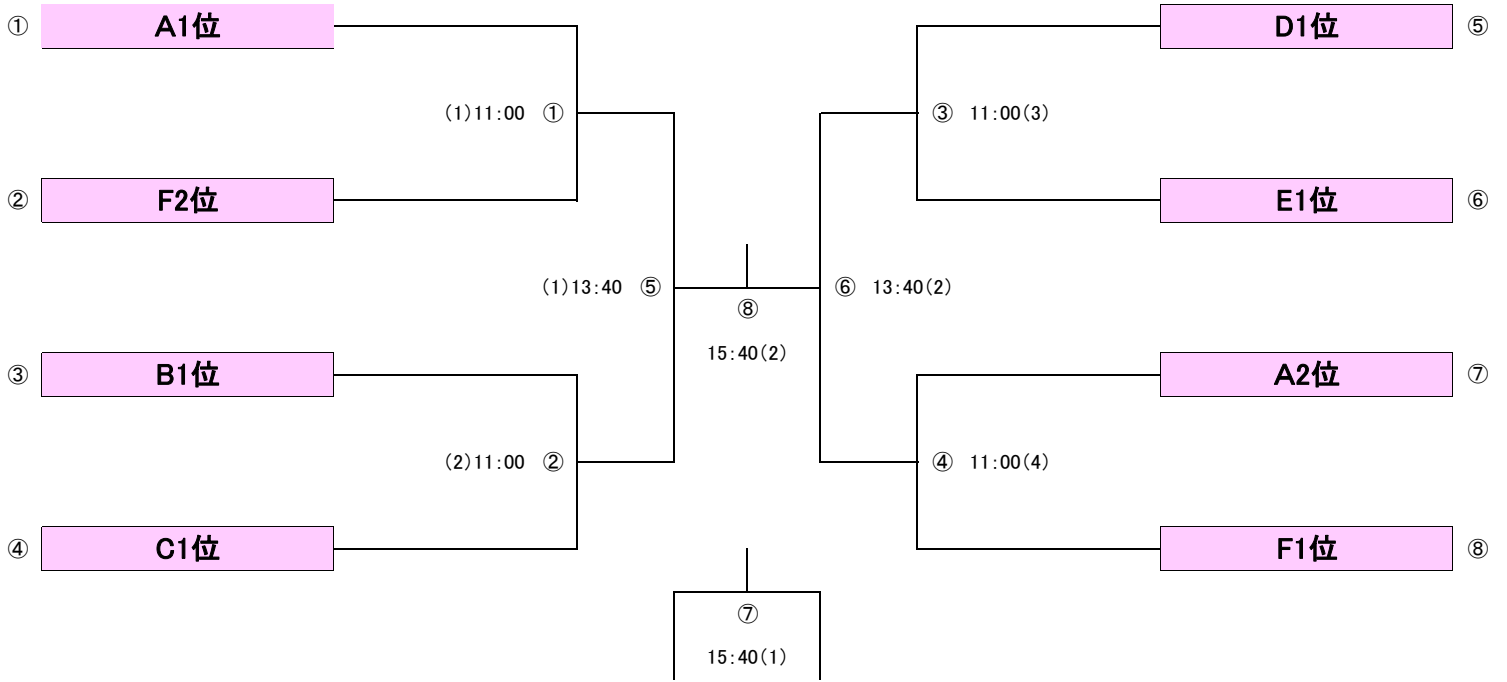 ① A1位 D1位 ⑤
(1)11:00 ① ③ 11:00(3)
② F2位 E1位 ⑥
(1)13:40 ⑤ ⑥ 13:40(2)
⑧
15:40(2)
③ B1位 A2位 ⑦
(2)11:00 ② ④ 11:00(4)
④ C1位 F1位 ⑧
⑦
15:40(1)